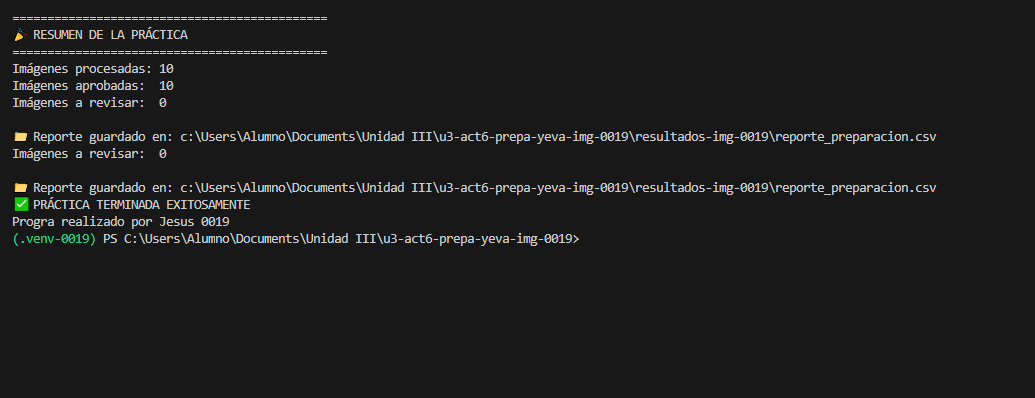 =============================================
🎉 RESUMEN DE LA PRÁCTICA
=============================================
Imágenes procesadas: 10
Imágenes aprobadas:  10
Imágenes a revisar:  0

📁 Reporte guardado en: c:\Users\Alumno\Documents\Unidad III\u3-act6-prepa-yeva-img-0019\resultados-img-0019\reporte_preparacion.csv
Imágenes a revisar:  0

📁 Reporte guardado en: c:\Users\Alumno\Documents\Unidad III\u3-act6-prepa-yeva-img-0019\resultados-img-0019\reporte_preparacion.csv
✅ PRÁCTICA TERMINADA EXITOSAMENTE
Progra realizado por Jesus 0019
(.venv-0019) PS C:\Users\Alumno\Documents\Unidad III\u3-act6-prepa-yeva-img-0019>